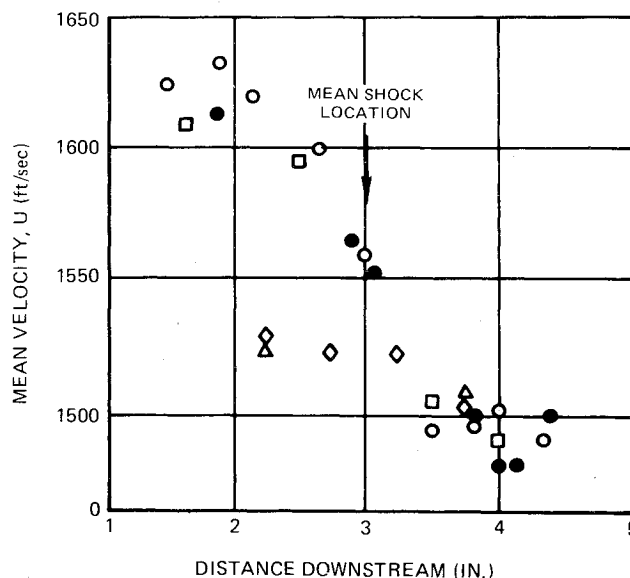 1650
1600
1550
1500
0
MEAN VELOCITY, U (ft/sec)
MEAN SHOCK
LOCATION
1
2
3
4
5
DISTANCE DOWNSTREAM (IN.)